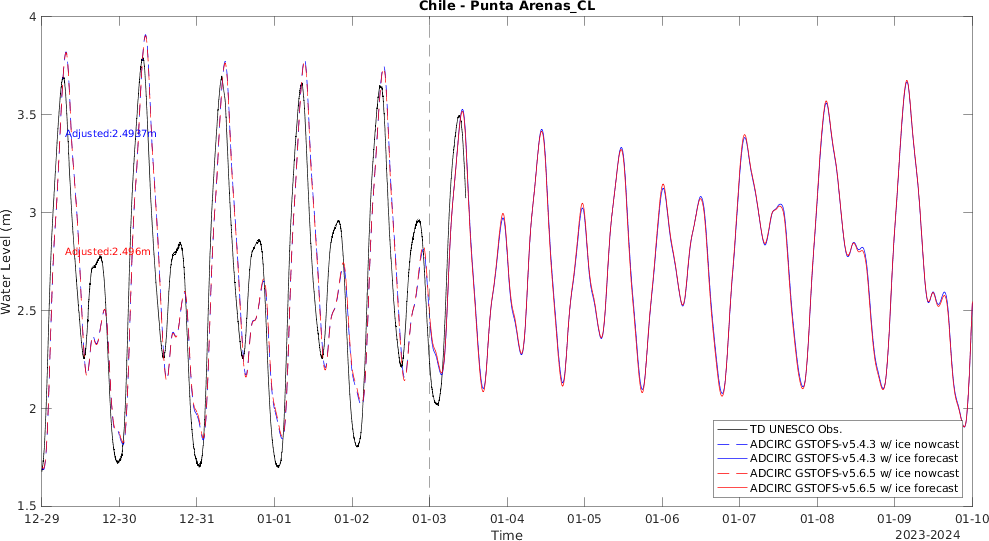 Chile - Punta Arenas_CL
4
3.5
3
2.5
2
1.5
Water Level (m)
Adjusted:2.4937m
Adjusted:2.496m
TD UNESCO Obs.
ADCIRC GSTOFS-v5.4.3 w/ ice nowcast
ADCIRC GSTOFS-v5.4.3 w/ ice forecast
ADCIRC GSTOFS-v5.6.5 w/ ice nowcast
ADCIRC GSTOFS-v5.6.5 w/ ice forecast
12-29 12-30 12-31 01-01 01-02 01-03 01-04 01-05 01-06 01-07 01-08 01-09 01-10
Time
2023-2024